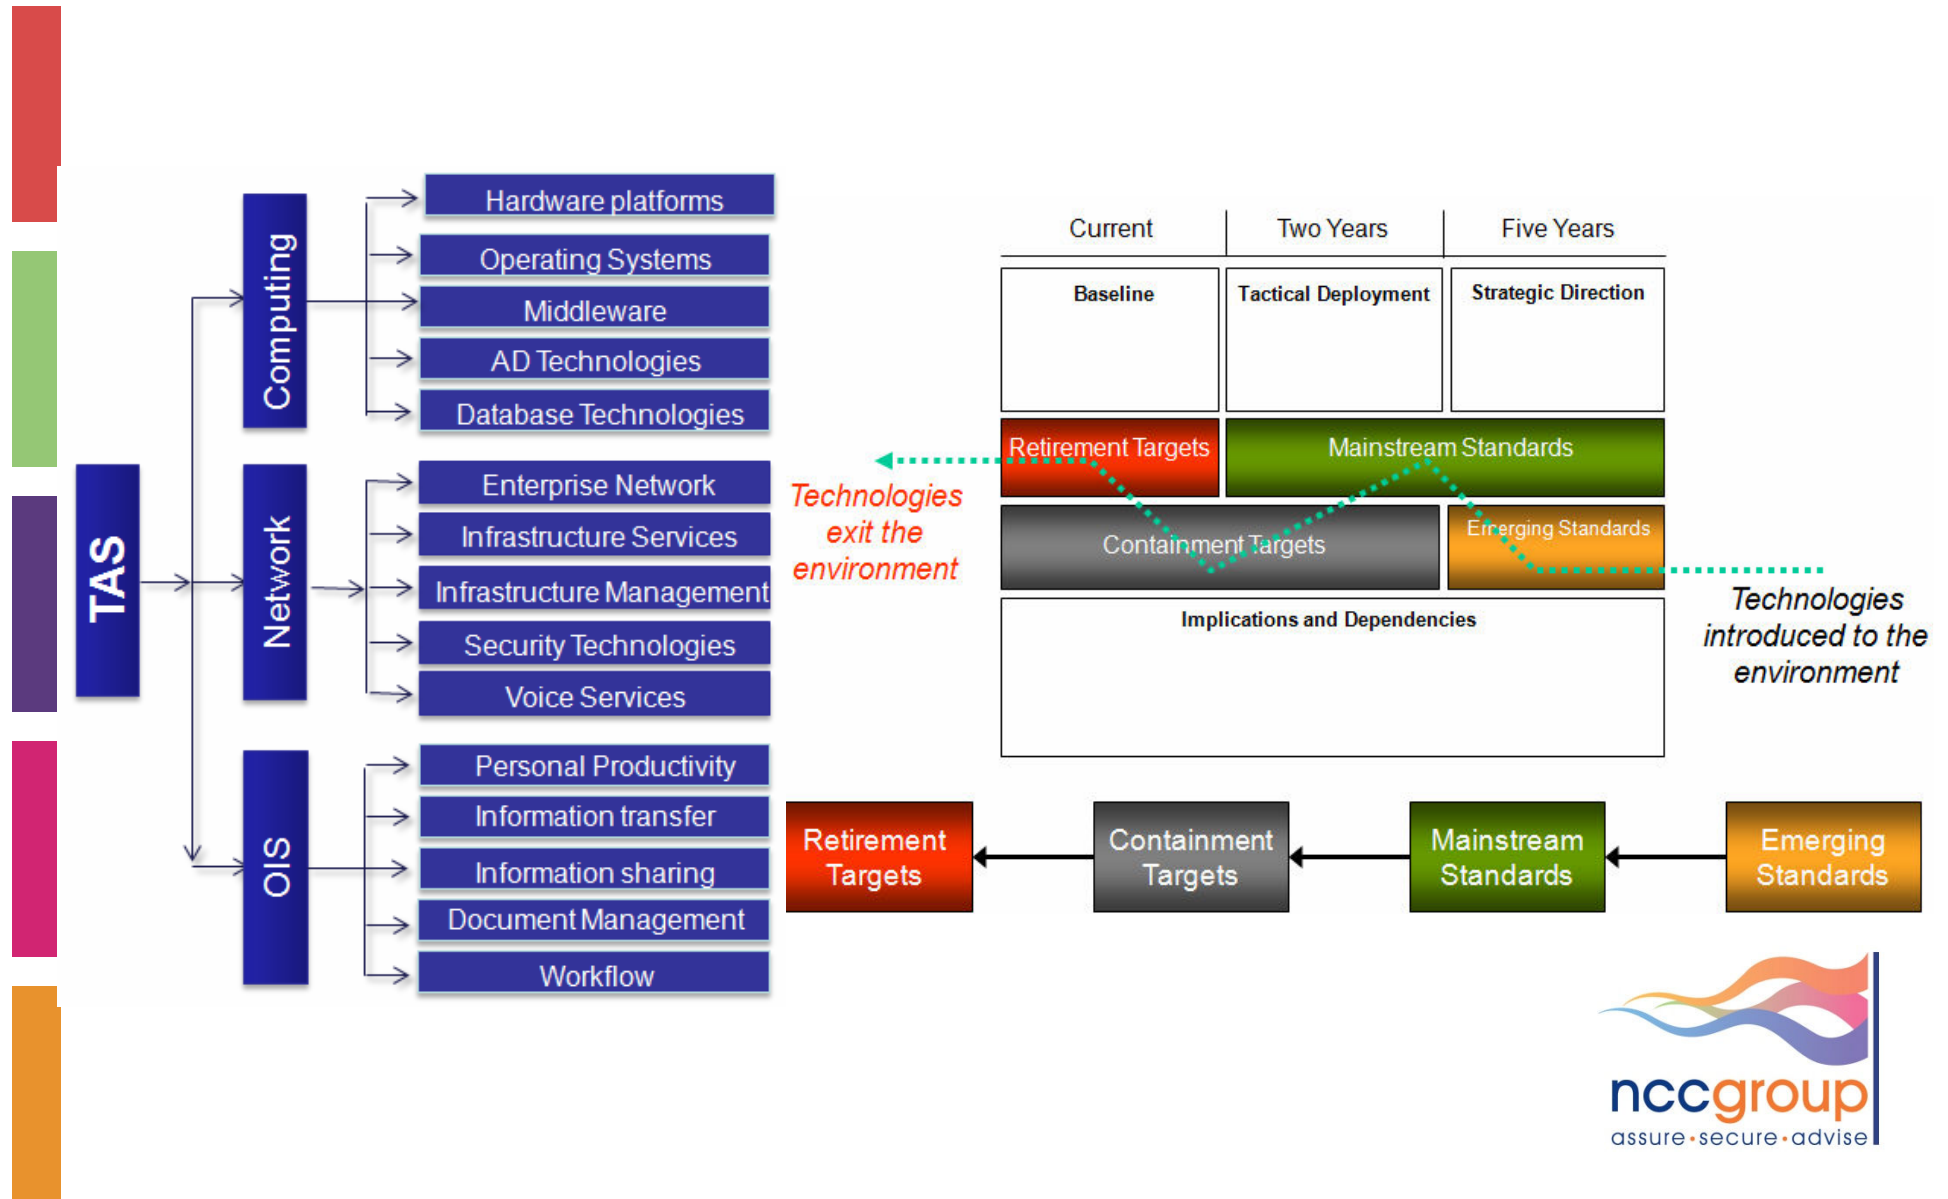 TAS
Computing
Hardware platforms
Operating Systems
Middleware
AD Technologies
Database Technologies
Network
Enterprise Network
Infrastructure Services
Infrastructure Management
Security Technologies
Voice Services
OIS
Personal Productivity
Information transfer
Information sharing
Document Management
Workflow
Current
Two Years
Five Years
Baseline
Tactical Deployment
Strategic Direction
Retirement Targets
Mainstream Standards
Technologies
exit the
environment
Containment Targets
Emerging Standards
Technologies
introduced to the
environment
Implications and Dependencies
Retirement
Targets
Containment
Targets
Mainstream
Standards
Emerging
Standards
nccgroup
assure • secure • advise